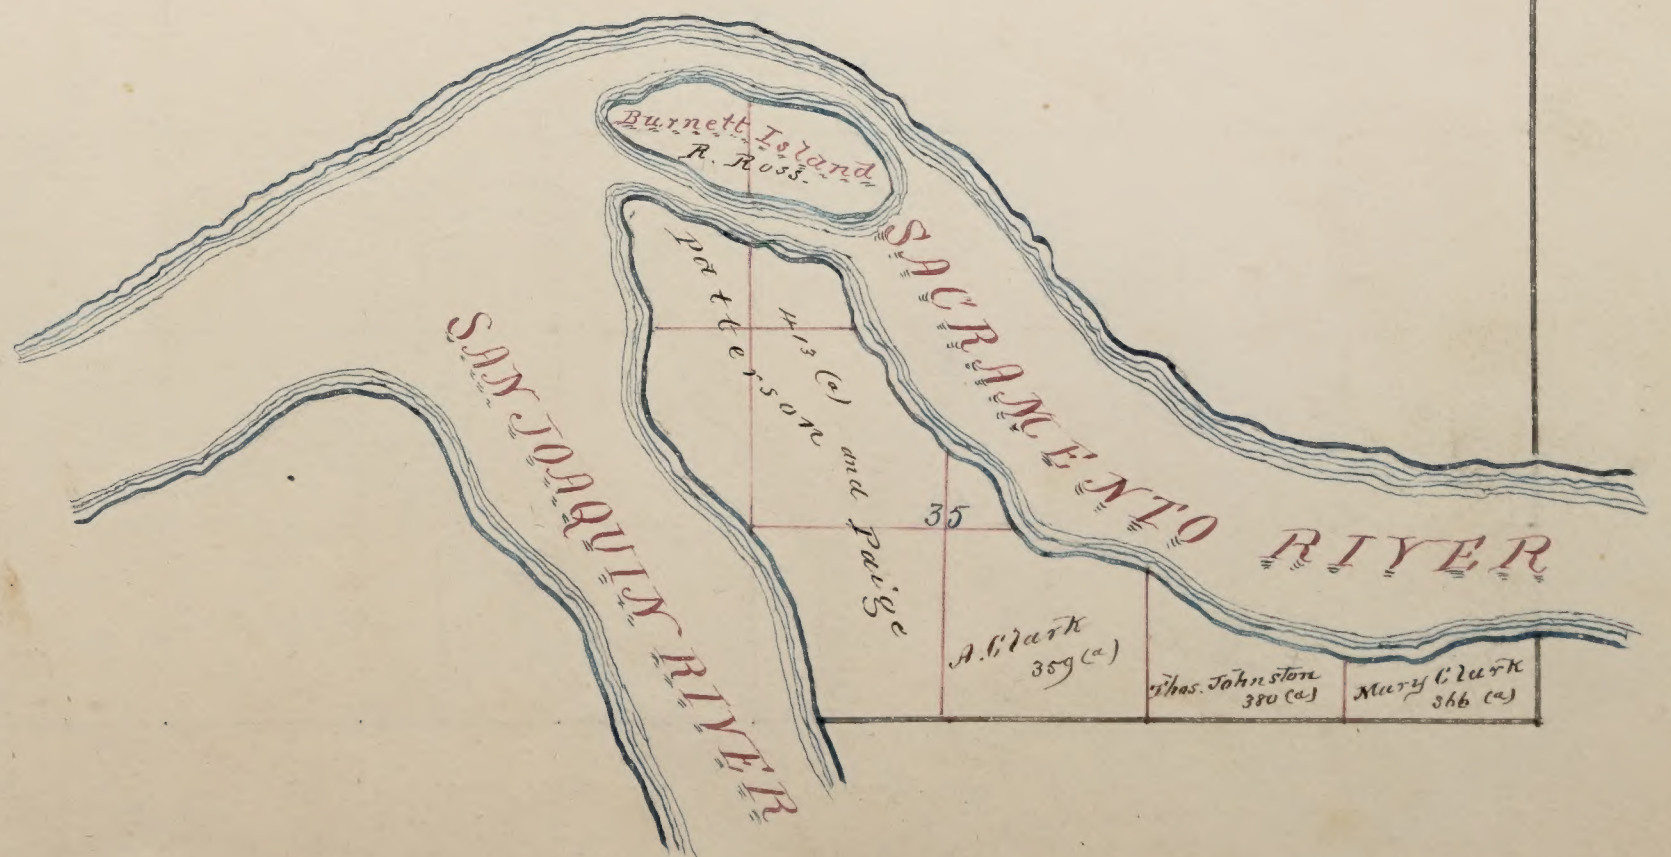 Burnett Island
R. Ross.
SACRAMENTO RIVER
SAN JOAQUIN RIVER
Patterson and Paige
413 (a)
35
A. Clark
359 (a)
Thos. Johnston
380 (a)
Mary Clark
366 (a)